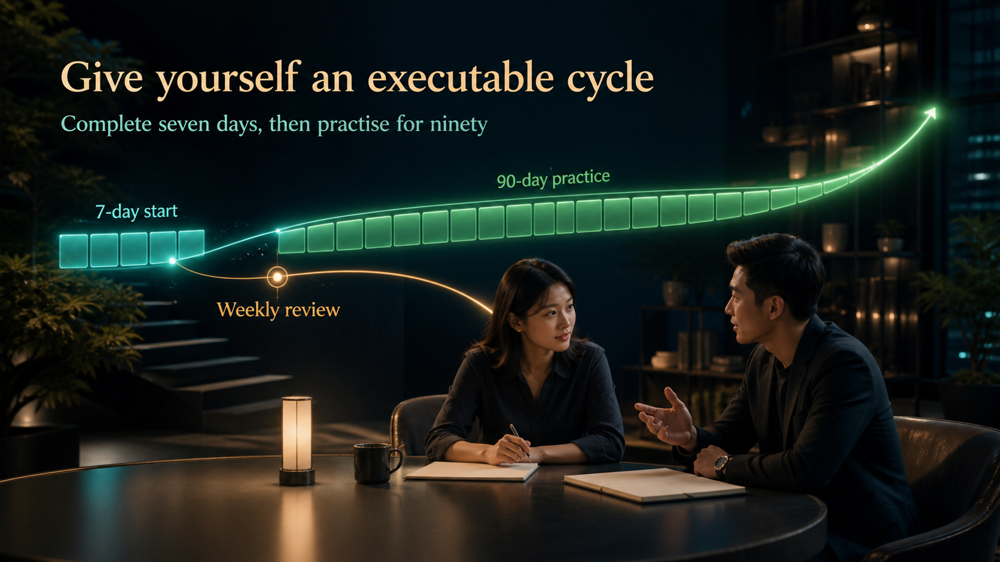 Give yourself an executable cycle
Complete seven days, then practise for ninety
90-day practice
7-day start
Weekly review